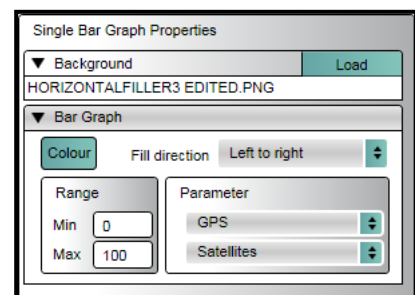 Single Bar Graph Properties
Background Load
HORIZONTALFILLER3 EDITED.PNG
Bar Graph
Colour Fill direction Left to right
Range Parameter
Min 0 GPS
Max 100 Satellites